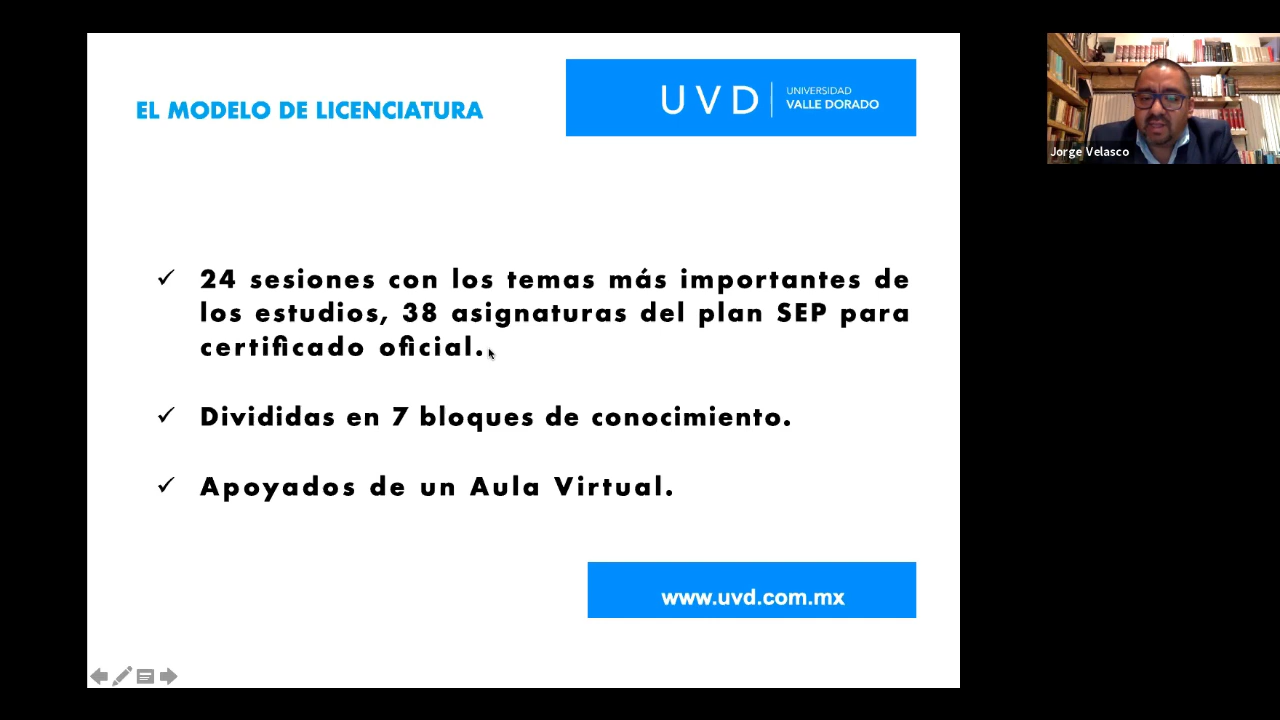 EL MODELO DE LICENCIATURA
UVD
UNIVERSIDAD
VALLE DORADO
Jorge Velasco
✓ 24 sesiones con los temas más importantes de
los estudios, 38 asignaturas del plan SEP para
certificado oficial.
✓ Divididas en 7 bloques de conocimiento.
✓ Apoyados de un Aula Virtual.
www.uvd.com.mx